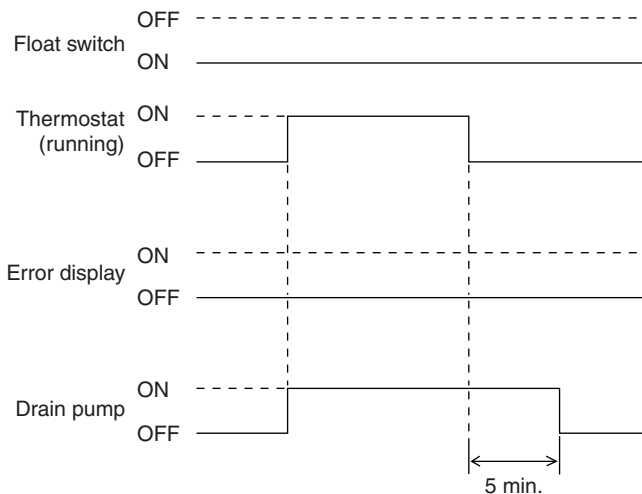 Float switch
OFF
ON
Thermostat
(running)
ON
OFF
Error display
ON
OFF
Drain pump
ON
OFF
5 min.